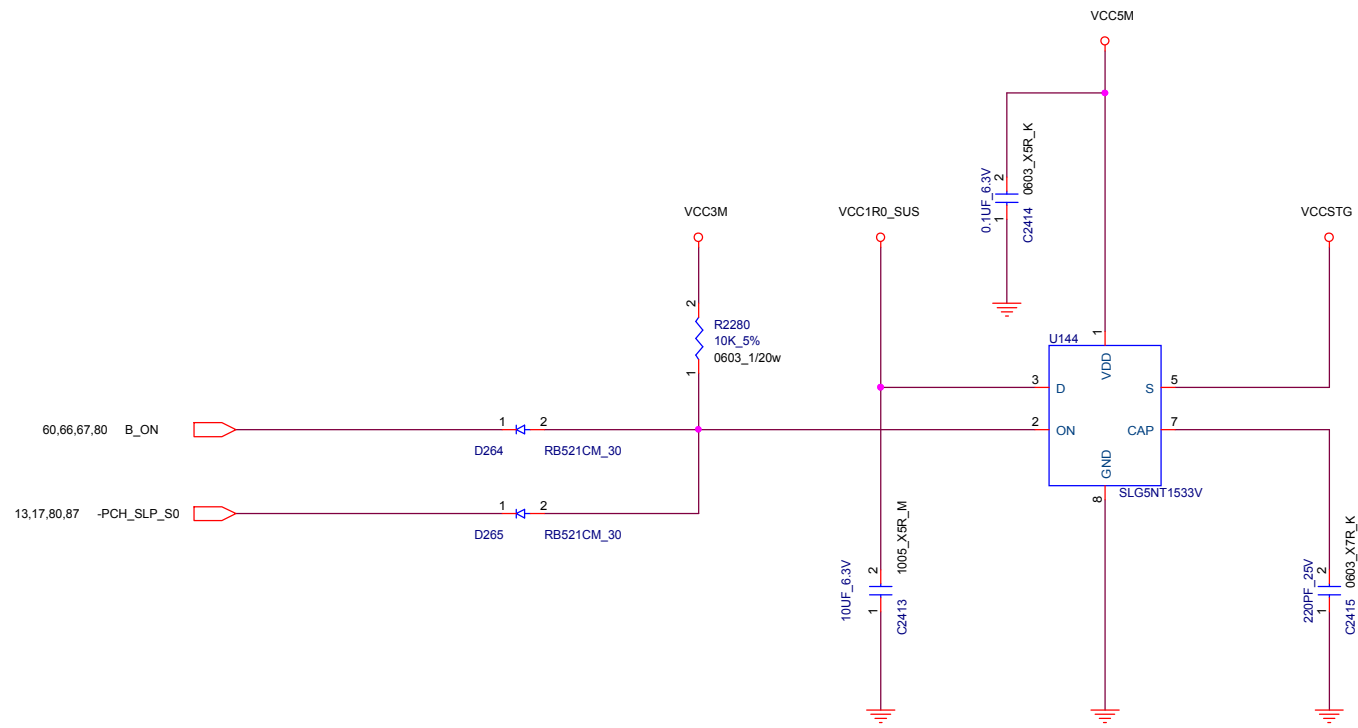 VCC5M
0.1UF_6.3V
2
1
0603_X5R_K
C2414
VCC3M
VCC1R0_SUS
VCCSTG
2
R2280
10K_5%
0603_1/20w
1
U144
1
VDD
3
D
S
5
60,66,67,80 B_ON
1
2
D264
RB521CM_30
2
ON
CAP
7
GND
8
SLG5NT1533V
13,17,80,87 -PCH_SLP_S0
1
2
D265
RB521CM_30
10UF_6.3V
2
1
1005_X5R_M
C2413
220PF_25V
2
1
0603_X7R_K
C2415